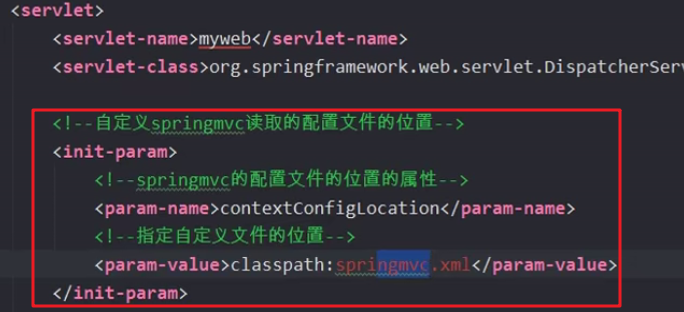 <servlet>
<servlet-name>myweb</servlet-name>
<servlet-class>org.springframework.web.servlet.DispatcherServ
<!--自定义springmvc读取的配置文件的位置-->
<init-param>
<!--springmvc的配置文件的位置的属性-->
<param-name>contextConfigLocation</param-name>
<!--指定自定义文件的位置-->
<param-value>classpath:springmvc.xml</param-value>
</init-param>